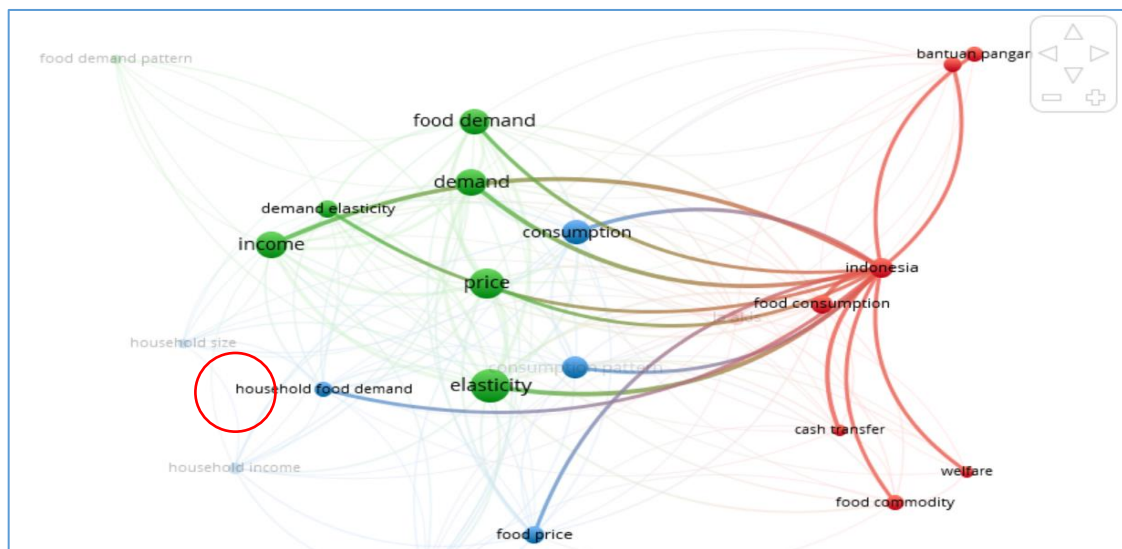 food demand pattern
bantuan pangan
food demand
demand
demand elasticity
consumption
income
indonesia
price
food consumption
household size
consumption pattern
elasticity
household food demand
cash transfer
household income
welfare
food commodity
food price